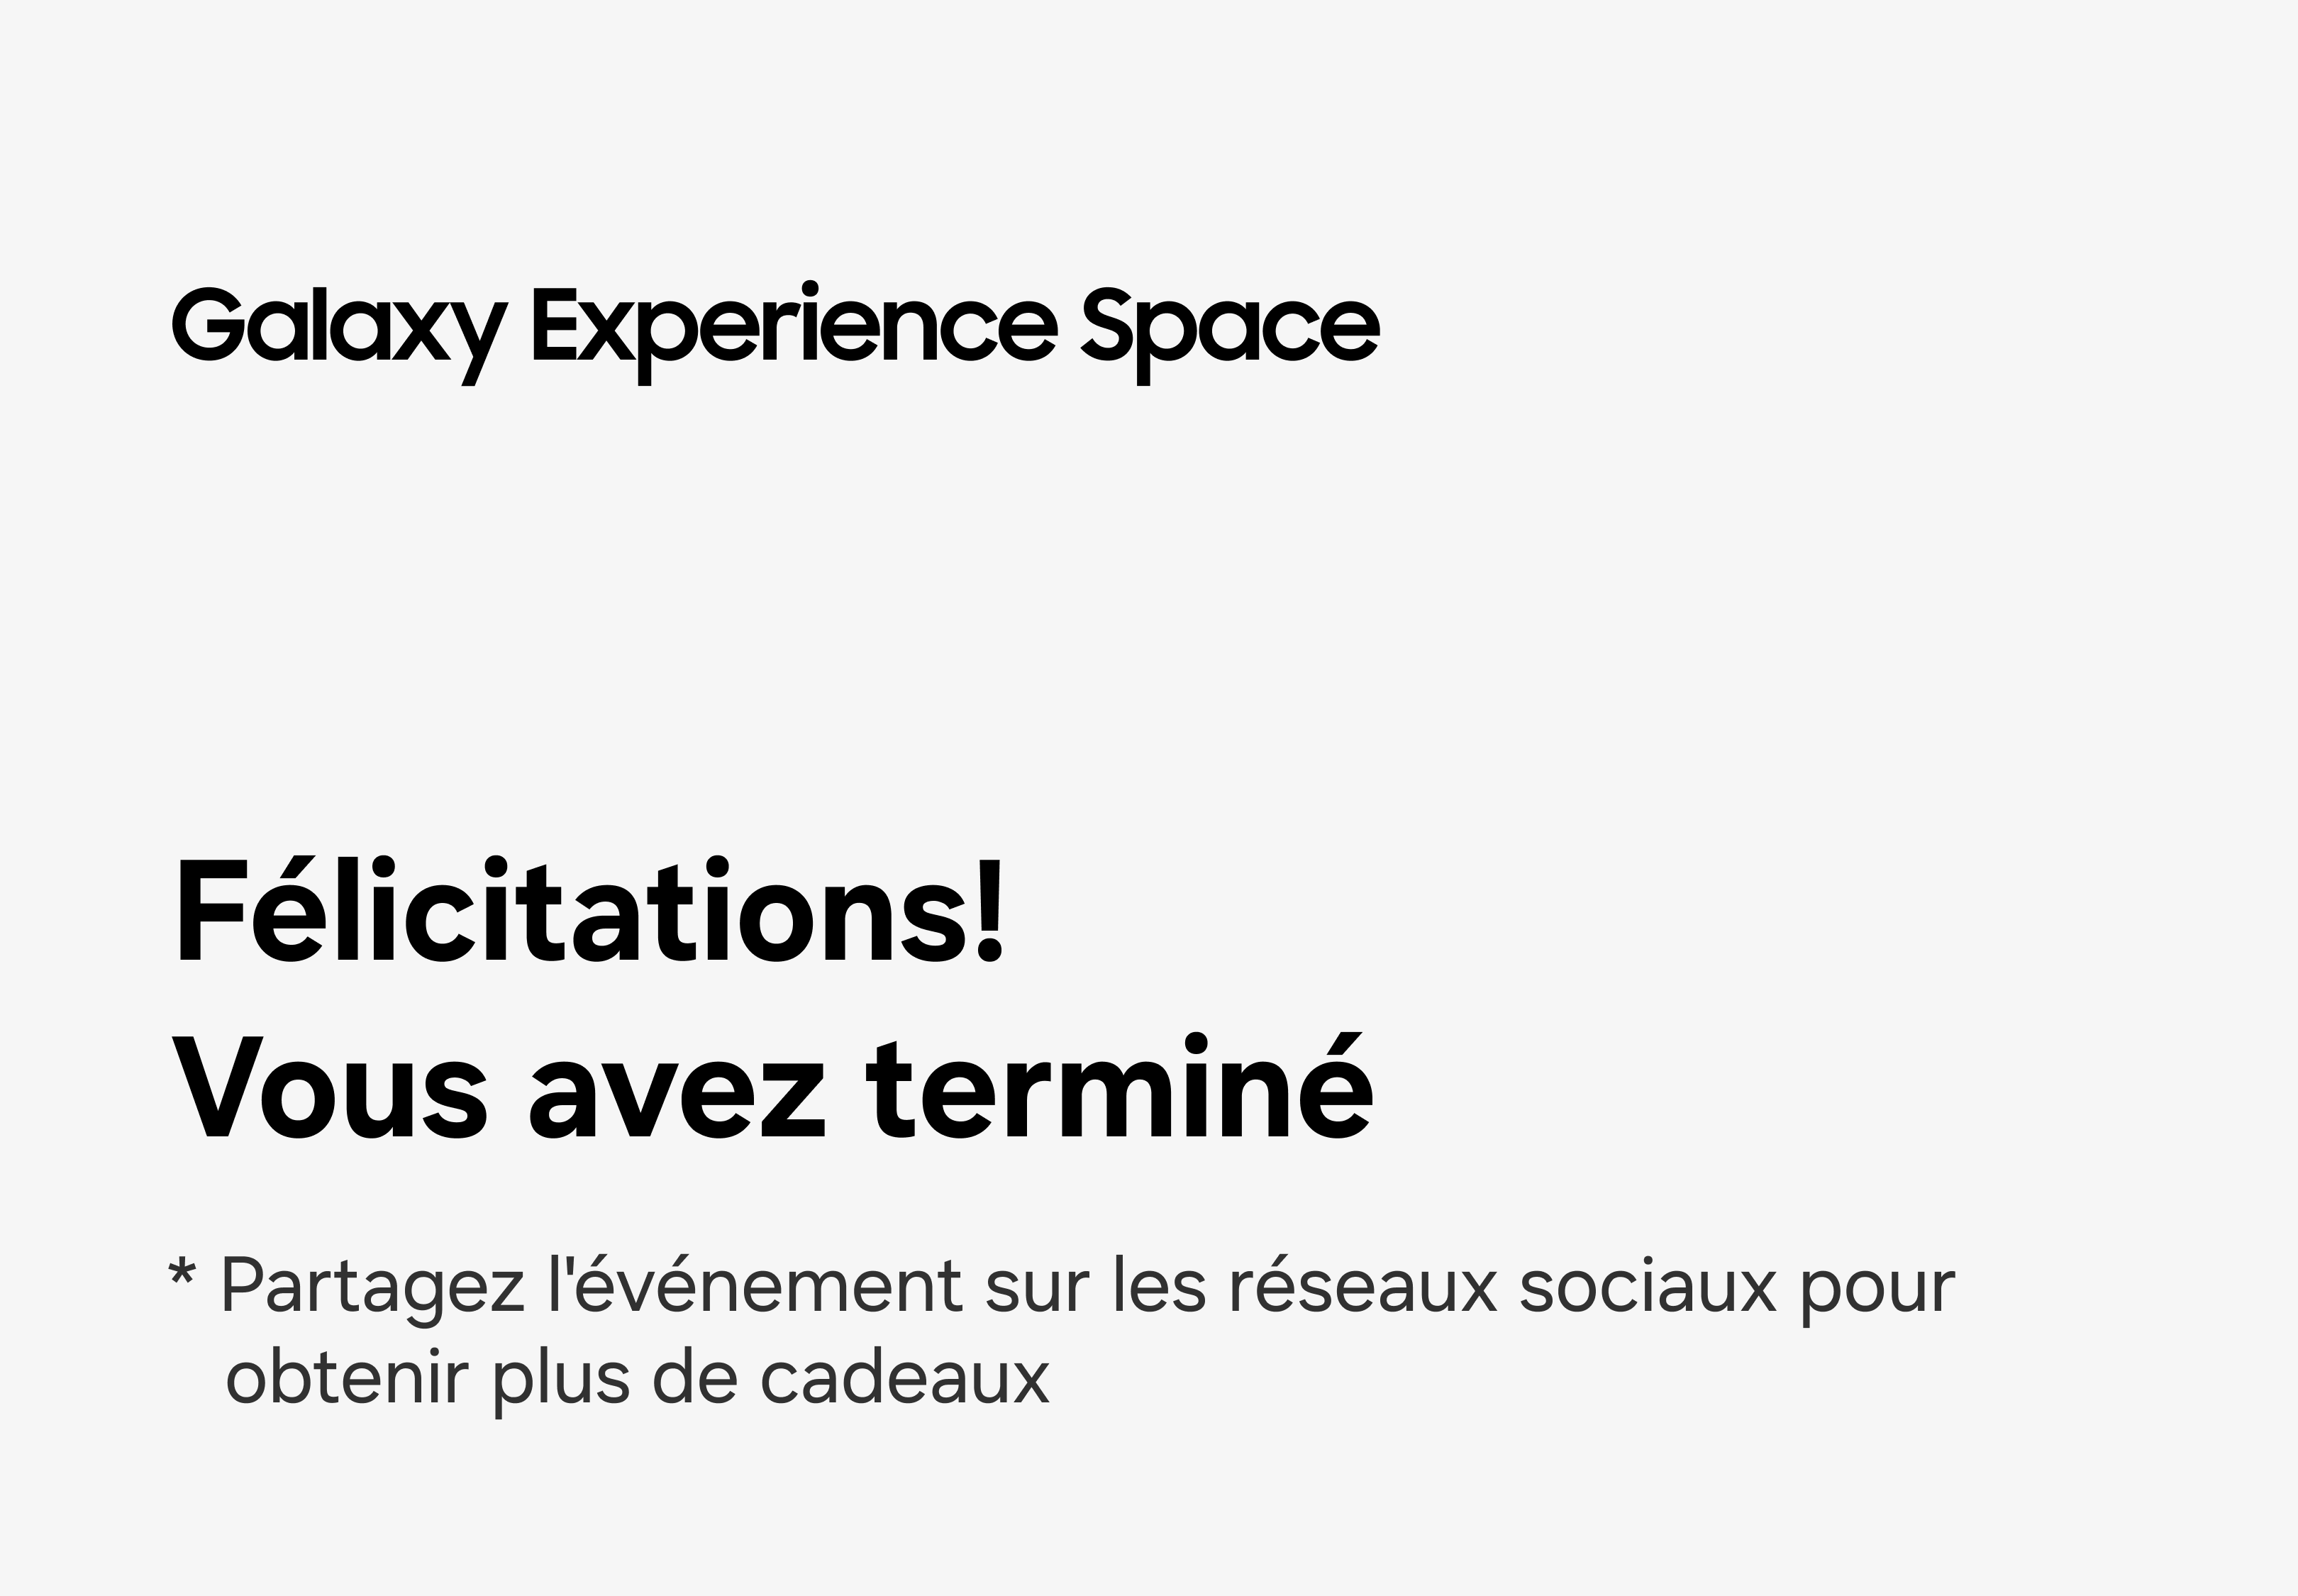 Galaxy Experience Space
Félicitations!
Vous avez terminé
* Partagez l'événement sur les réseaux sociaux pour
obtenir plus de cadeaux